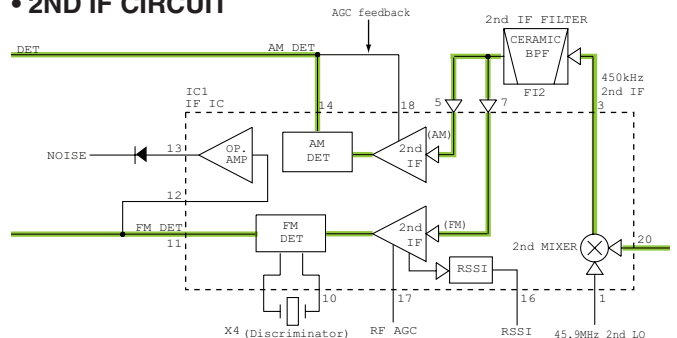 • 2ND IF CIRCUIT
AGC feedback
2nd IF FILTER
DET
AM DET
CERAMIC
BPF
450kHz
2nd IF
FI2
IC1
IF IC
14
18
5
7
3
(AM)
NOISE
13
OP.
AMP
AM
DET
2nd
IF
12
FM DET
11
FM
DET
2nd
IF
(FM)
2nd MIXER
20
RSSI
10
17
16
1
X4 (Discriminator)
RF AGC
RSSI
45.9MHz 2nd LO